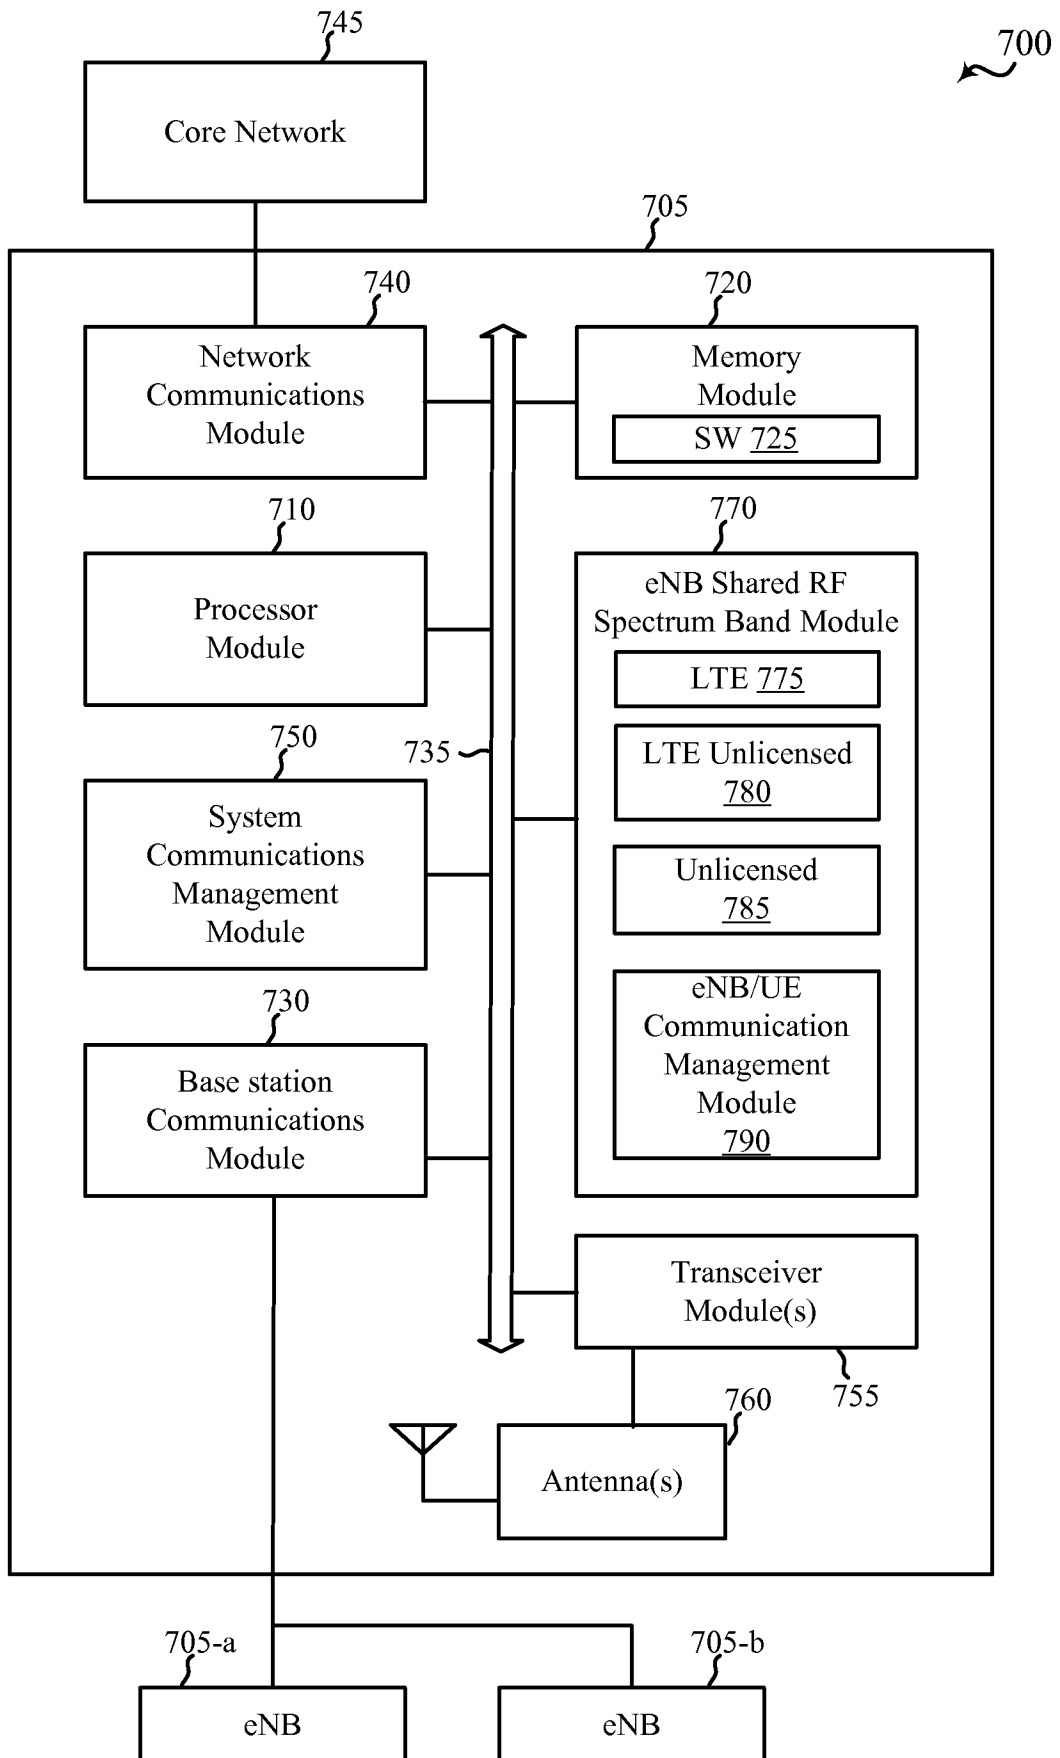 745
700
Core Network
705
740
720
Network
Communications
Module
Memory
Module
SW 725
710
770
Processor
Module
eNB Shared RF
Spectrum Band Module
LTE 775
750
735
LTE Unlicensed
780
System
Communications
Management
Module
Unlicensed
785
730
eNB/UE
Communication
Management
Module
790
Base station
Communications
Module
Transceiver
Module(s)
755
760
Antenna(s)
705-a
705-b
eNB
eNB